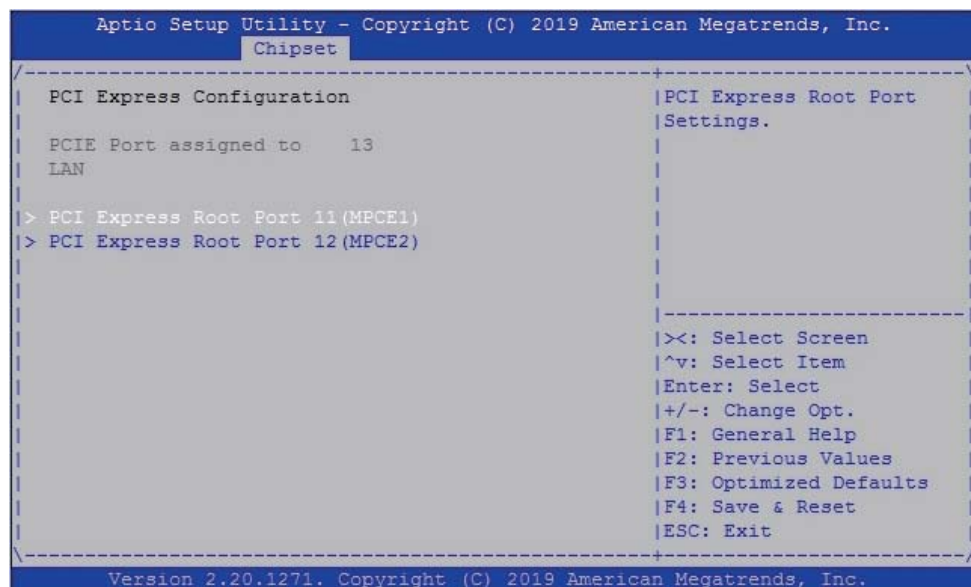 Aptio Setup Utility - Copyright (C) 2019 American Megatrends, Inc.
Chipset
PCI Express Configuration
PCIE Port assigned to 13
LAN
> PCI Express Root Port 11(MPCE1)
> PCI Express Root Port 12(MPCE2)
PCI Express Root Port
Settings.
><: Select Screen
^v: Select Item
Enter: Select
+/-: Change Opt.
F1: General Help
F2: Previous Values
F3: Optimized Defaults
F4: Save & Reset
ESC: Exit
Version 2.20.1271. Copyright (C) 2019 American Megatrends, Inc.